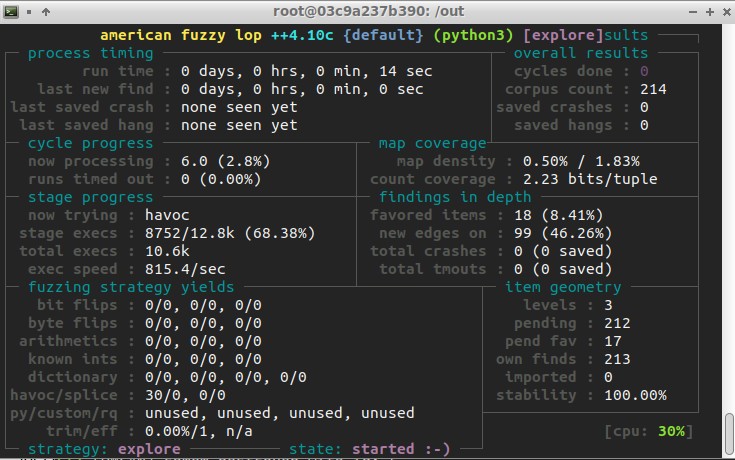 root@03c9a237b390: /out
american fuzzy lop ++4.10c {default} (python3) [explore]sults
process timing overall results
run time : 0 days, 0 hrs, 0 min, 14 sec cycles done : 0
last new find : 0 days, 0 hrs, 0 min, 0 sec corpus count : 214
last saved crash : none seen yet saved crashes : 0
last saved hang : none seen yet saved hangs : 0
cycle progress map coverage
now processing : 6.0 (2.8%) map density : 0.50% / 1.83%
runs timed out : 0 (0.00%) count coverage : 2.23 bits/tuple
stage progress findings in depth
now trying : havoc favored items : 18 (8.41%)
stage execs : 8752/12.8k (68.38%) new edges on : 99 (46.26%)
total execs : 10.6k total crashes : 0 (0 saved)
exec speed : 815.4/sec total tmouts : 0 (0 saved)
fuzzing strategy yields item geometry
bit flips : 0/0, 0/0, 0/0 levels : 3
byte flips : 0/0, 0/0, 0/0 pending : 212
arithmetics : 0/0, 0/0, 0/0 pend fav : 17
known ints : 0/0, 0/0, 0/0 own finds : 213
dictionary : 0/0, 0/0, 0/0, 0/0 imported : 0
havoc/splice : 30/0, 0/0 stability : 100.00%
py/custom/rq : unused, unused, unused, unused
trim/eff : 0.00%/1, n/a [cpu: 30%]
strategy: explore state: started :-)